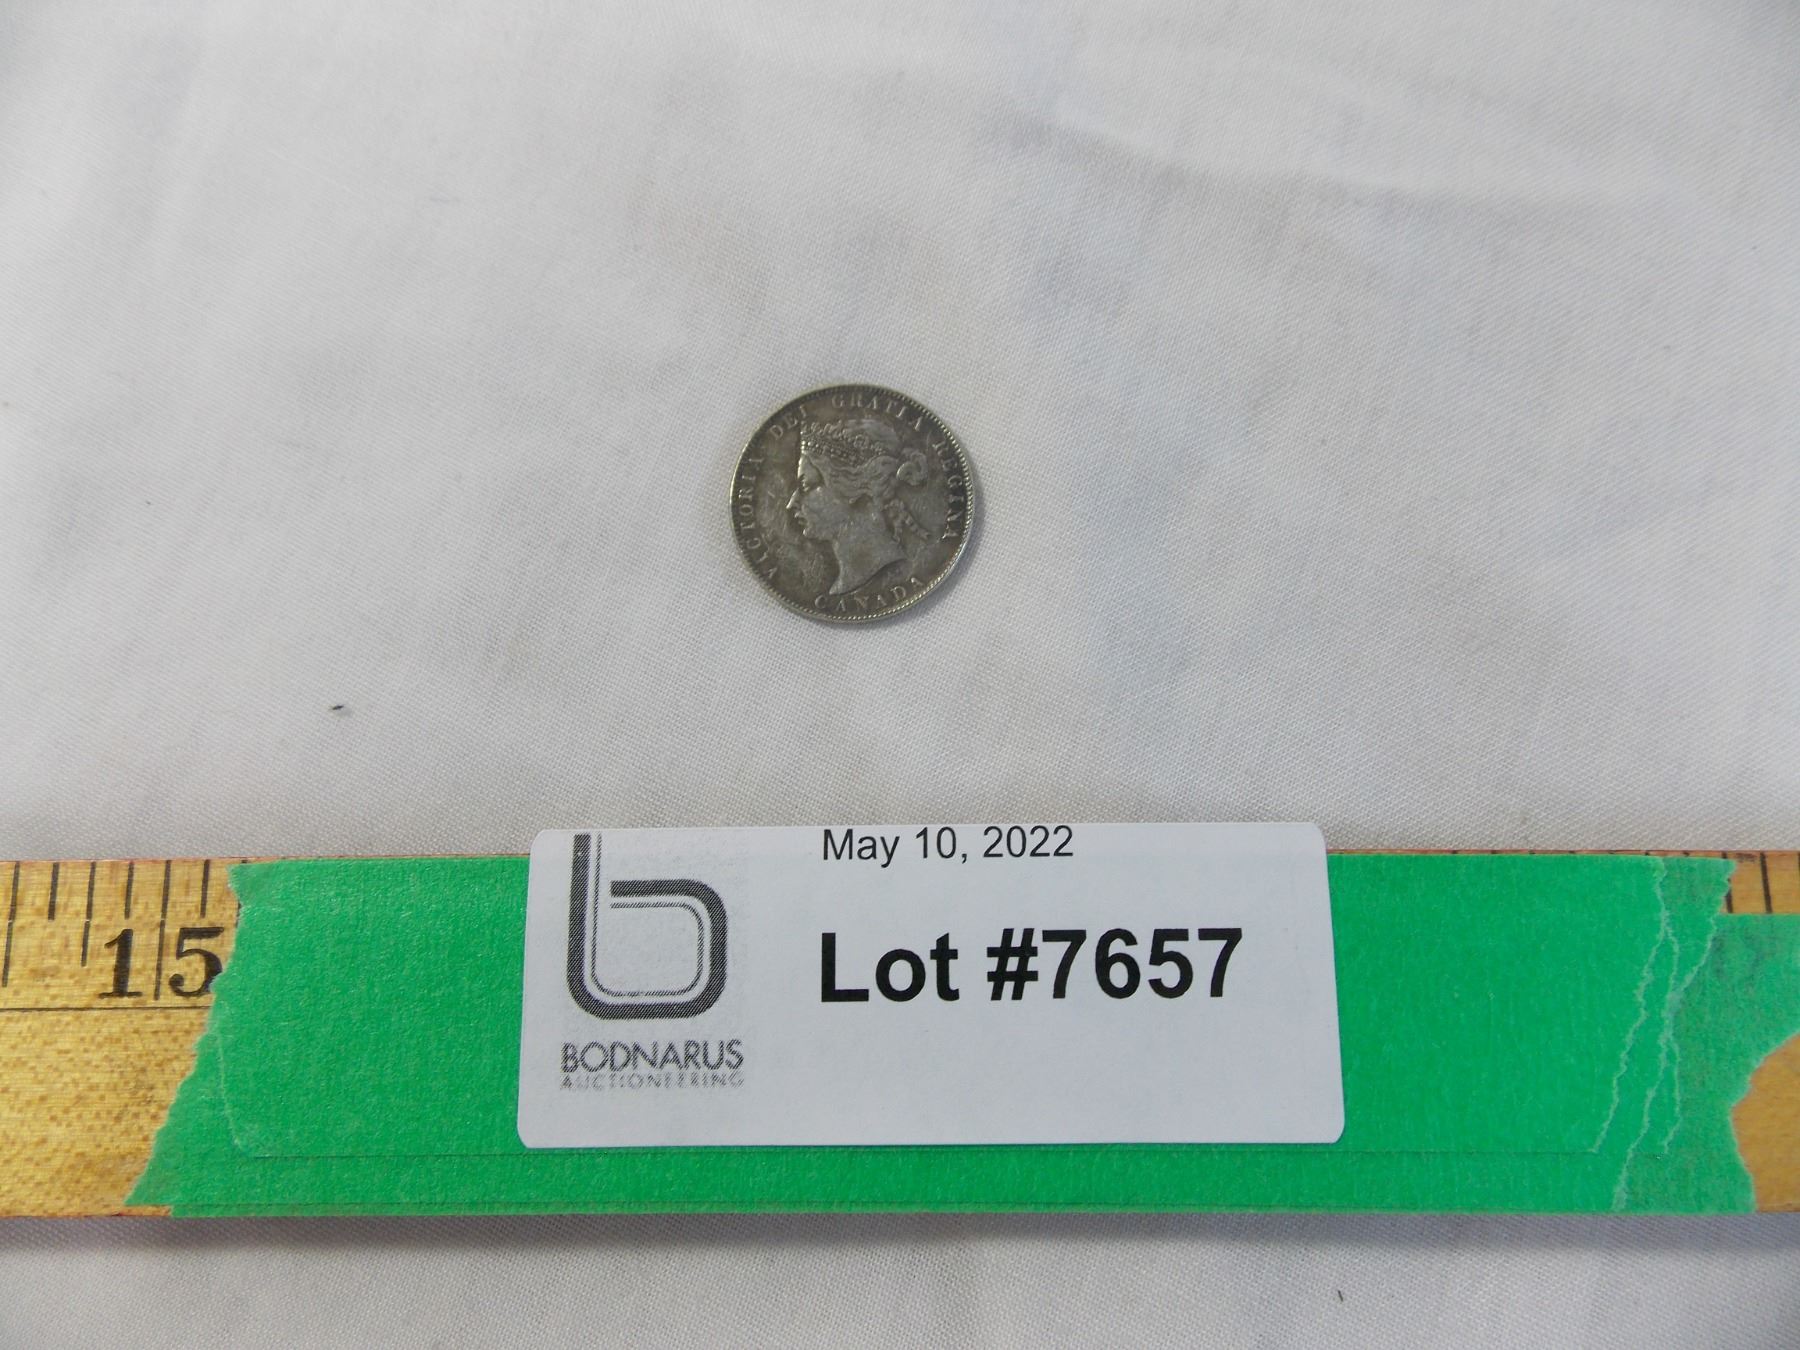 VICTORIA DEI GRATIA REGINA
CANADA
May 10, 2022
Lot #7657
b
BODNARUS
AUCTIONEERING
15